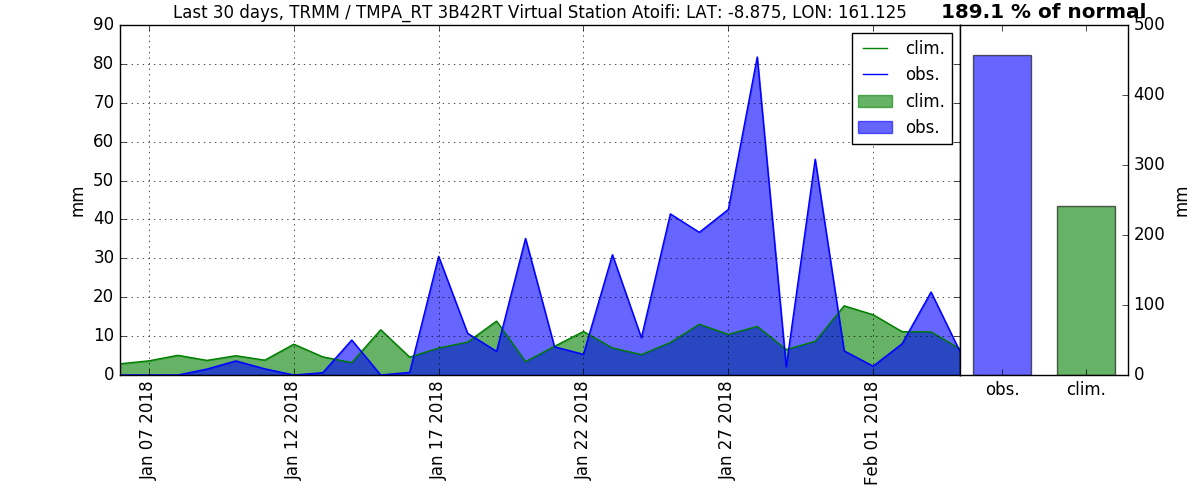 Last 30 days, TRMM / TMPA_RT 3B42RT Virtual Station Atoifi: LAT: -8.875, LON: 161.125
189.1 % of normal
90
80
70
60
50
40
30
20
10
0
mm
clim.
obs.
clim.
obs.
Jan 07 2018
Jan 12 2018
Jan 17 2018
Jan 22 2018
Jan 27 2018
Feb 01 2018
500
400
300
200
100
0
mm
obs.
clim.